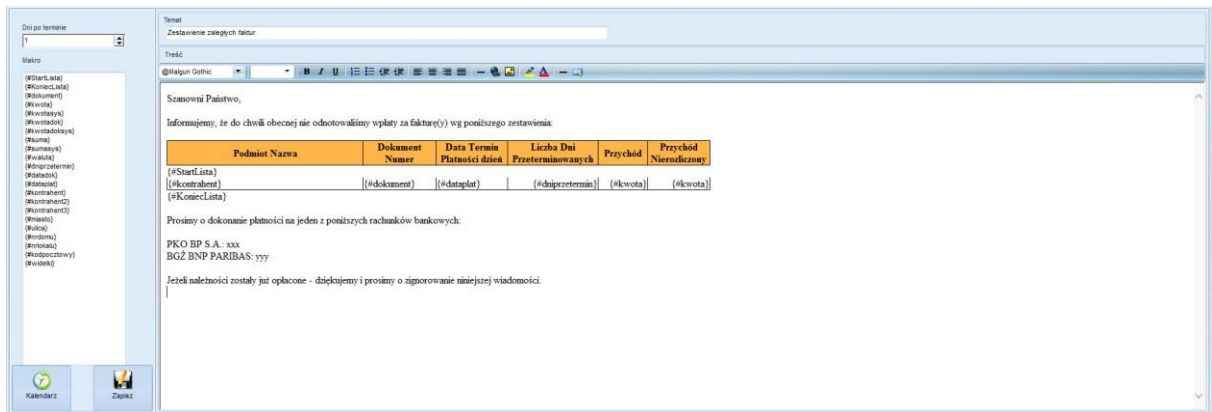 Dni po terminie
1
Makro
{#StartLista}
{#KoniecLista}
{#dokument}
{#kwota}
{#kwotasys}
{#kwotadok}
{#kwotadoksys}
{#suma}
{#sumasys}
{#waluta}
{#dniprzetermin}
{#datadok}
{#dataplat}
{#kontrahent}
{#kontrahent2}
{#kontrahent3}
{#miasto}
{#ulica}
{#nrdomu}
{#nrlokalu}
{#kodpocztowy}
{#widelki}
Kalendarz
Zapisz
Temat
Zestawienie zaległych faktur
Treść
@Malgun Gothic
B I U
Szanowni Państwo,
Informujemy, że do chwili obecnej nie odnotowaliśmy wpłaty za fakturę(y) wg poniższego zestawienia:
Podmiot Nazwa Dokument Numer Data Termin Płatności dzień Liczba Dni Przeterminowanych Przychód Przychód Nierozliczony
{#StartLista}
{#kontrahent} {#dokument} {#dataplat} {#dniprzetermin} {#kwota} {#kwota}
{#KoniecLista}
Prosimy o dokonanie płatności na jeden z poniższych rachunków bankowych:
PKO BP S.A.: xxx
BGŻ BNP PARIBAS: yyy
Jeżeli należności zostały już opłacone - dziękujemy i prosimy o zignorowanie niniejszej wiadomości.